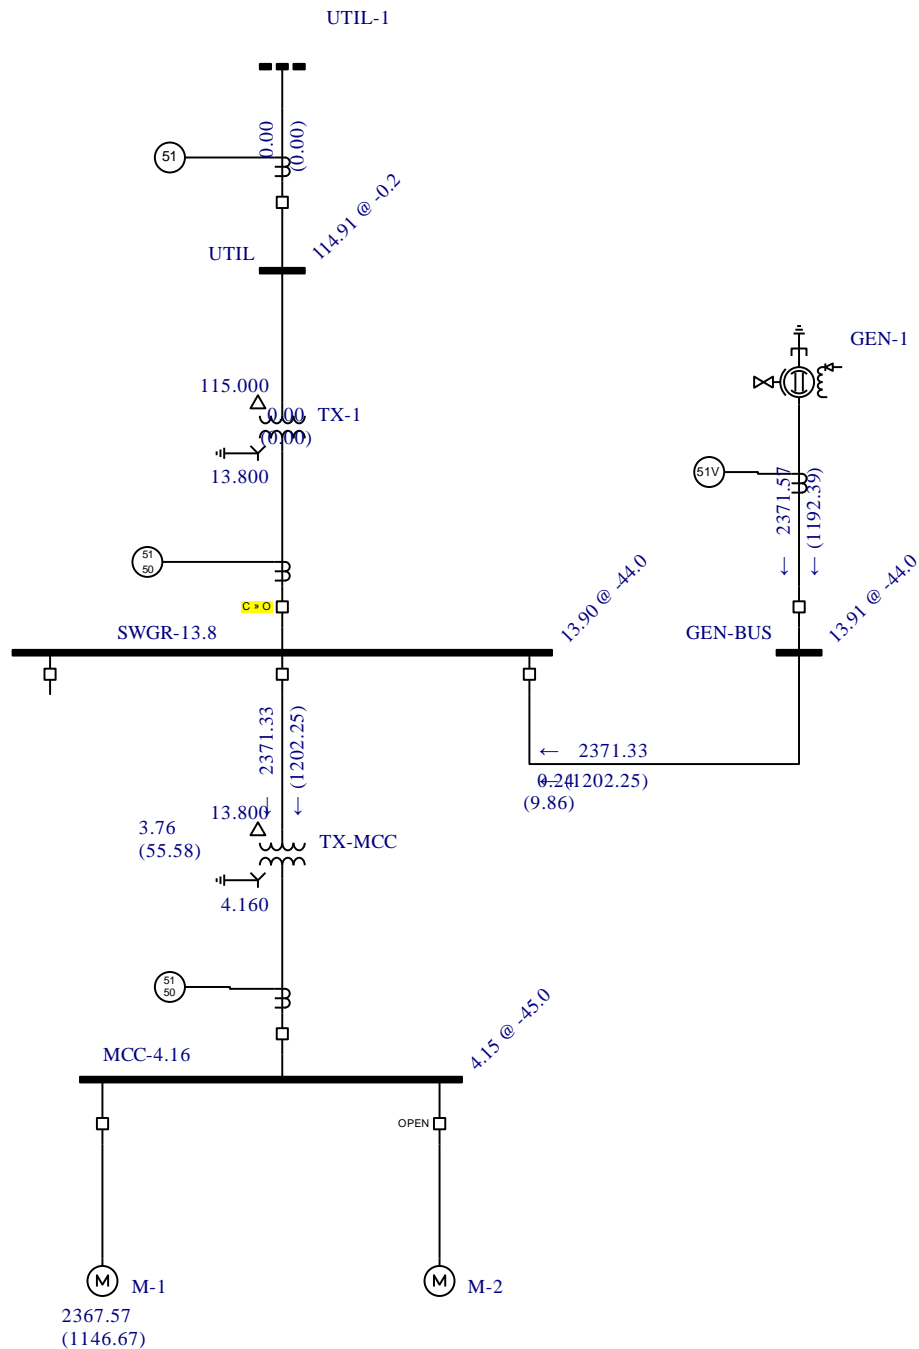 UTIL-1
0.00
(0.00)
51
114.91 @ -0.2
UTIL
GEN-1
115.000
0.00
TX-1
(0.00)
13.800
51V
2371.57
(1192.39)
← ←
51
50
C » O
13.90 @ -44.0
13.91 @ -44.0
SWGR-13.8
GEN-BUS
2371.33
(1202.25)
← ←
← 2371.33
0.24
← (1202.25)
(9.86)
13.800
3.76
(55.58)
TX-MCC
4.160
51
50
4.15 @ -45.0
MCC-4.16
OPEN
M
M-1
M
M-2
2367.57
(1146.67)